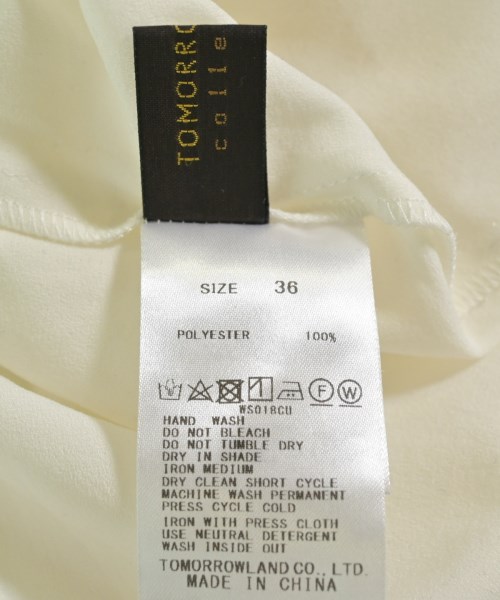 TOMORRO
colle
SIZE 36
POLYESTER 100%
F W
WS018CU
HAND WASH
DO NOT BLEACH
DO NOT TUMBLE DRY
DRY IN SHADE
IRON MEDIUM
DRY CLEAN SHORT CYCLE
MACHINE WASH PERMANENT
PRESS CYCLE COLD
IRON WITH PRESS CLOTH
USE NEUTRAL DETERGENT
WASH INSIDE OUT
TOMORROWLAND CO., LTD.
MADE IN CHINA